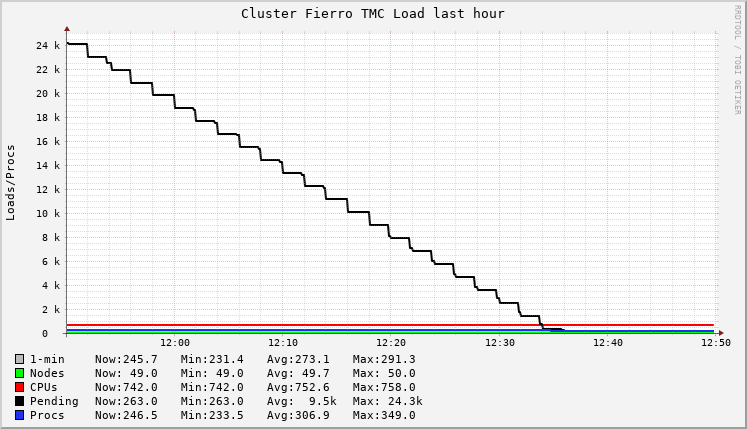 Cluster Fierro TMC Load last hour
RRDTOOL / TOBI OETIKER
Loads/Procs
24 k
22 k
20 k
18 k
16 k
14 k
12 k
10 k
8 k
6 k
4 k
2 k
0
12:00 12:10 12:20 12:30 12:40 12:50
1-min Now:245.7 Min:231.4 Avg:273.1 Max:291.3
Nodes Now: 49.0 Min: 49.0 Avg: 49.7 Max: 50.0
CPUs Now:742.0 Min:742.0 Avg:752.6 Max:758.0
Pending Now:263.0 Min:263.0 Avg: 9.5k Max: 24.3k
Procs Now:246.5 Min:233.5 Avg:306.9 Max:349.0